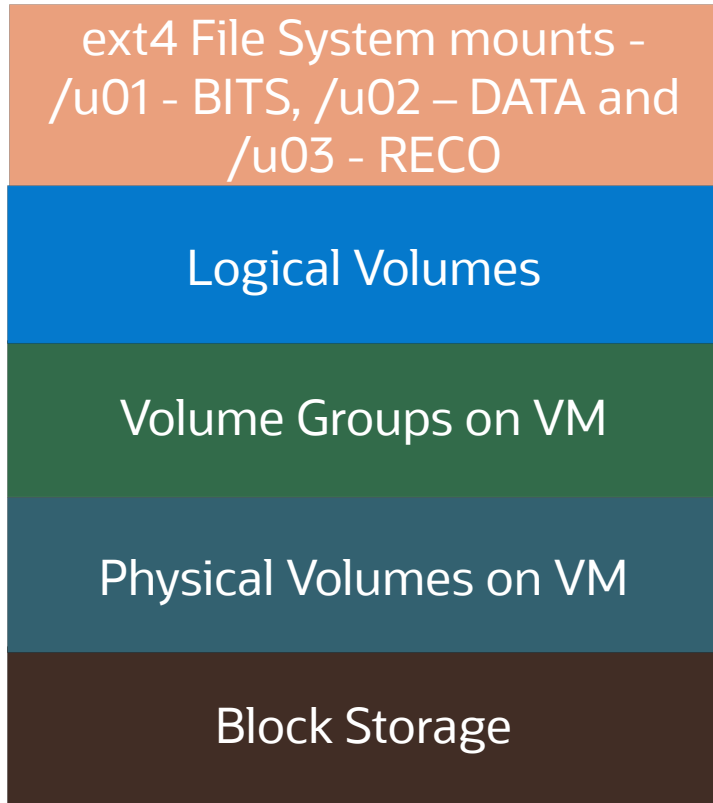 ext4 File System mounts -
/u01 - BITS, /u02 – DATA and
/u03 - RECO
Logical Volumes
Volume Groups on VM
Physical Volumes on VM
Block Storage